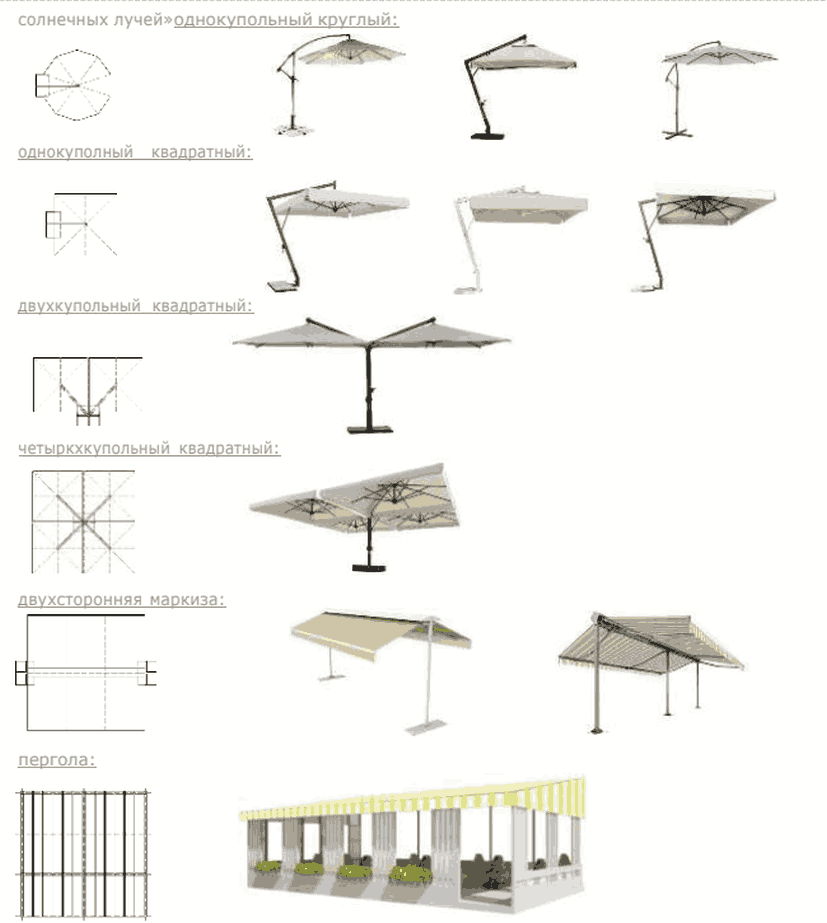 солнечных лучей»однокупольный круглый:
однокуполный квадратный:
двухкупольный квадратный:
четыркхкупольный квадратный:
двухсторонняя маркиза:
пергола: